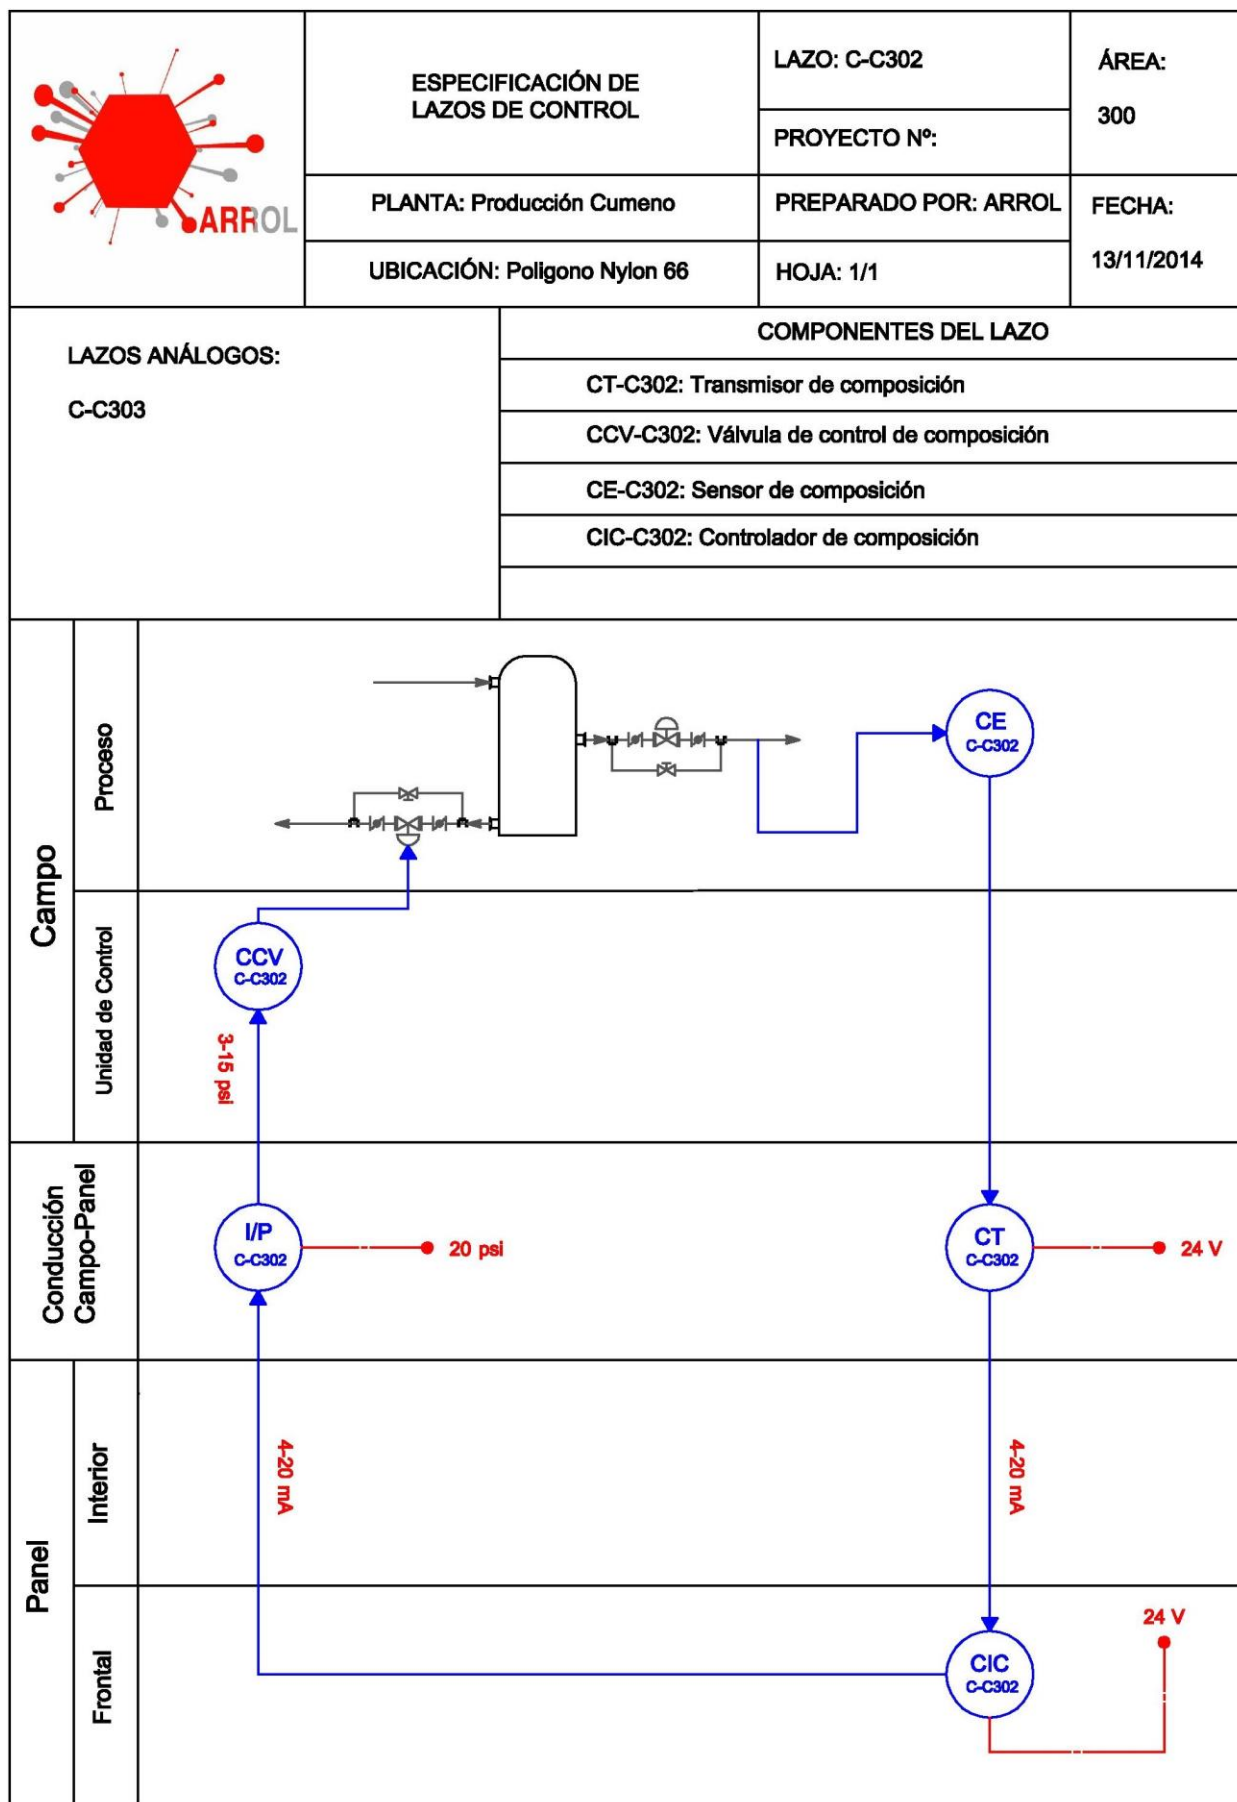 ARROL
ESPECIFICACIÓN DE
LAZOS DE CONTROL
LAZO: C-C302
ÁREA:
300
PROYECTO Nº:
PLANTA: Producción Cumeno
PREPARADO POR: ARROL
FECHA:
13/11/2014
UBICACIÓN: Poligono Nylon 66
HOJA: 1/1
LAZOS ANÁLOGOS:
C-C303
COMPONENTES DEL LAZO
CT-C302: Transmisor de composición
CCV-C302: Válvula de control de composición
CE-C302: Sensor de composición
CIC-C302: Controlador de composición
Campo
Proceso
CE
C-C302
Unidad de Control
CCV
C-C302
3-15 psi
Conducción
Campo-Panel
I/P
C-C302
20 psi
CT
C-C302
24 V
Panel
Interior
4-20 mA
4-20 mA
Frontal
CIC
C-C302
24 V